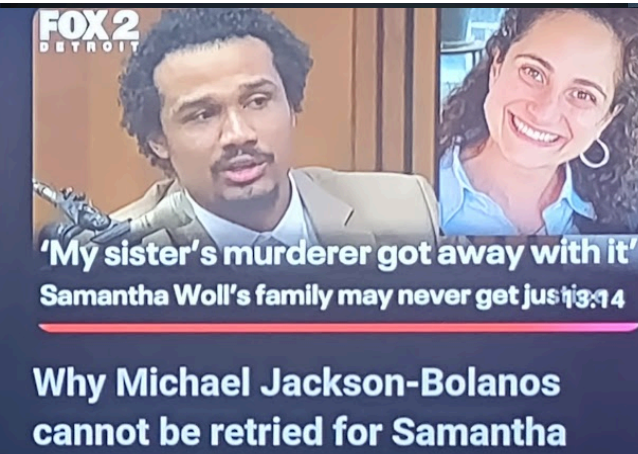 FOX 2
DETROIT
'My sister's murderer got away with it'
Samantha Woll's family may never get justice
13:14
Why Michael Jackson-Bolanos
cannot be retried for Samantha